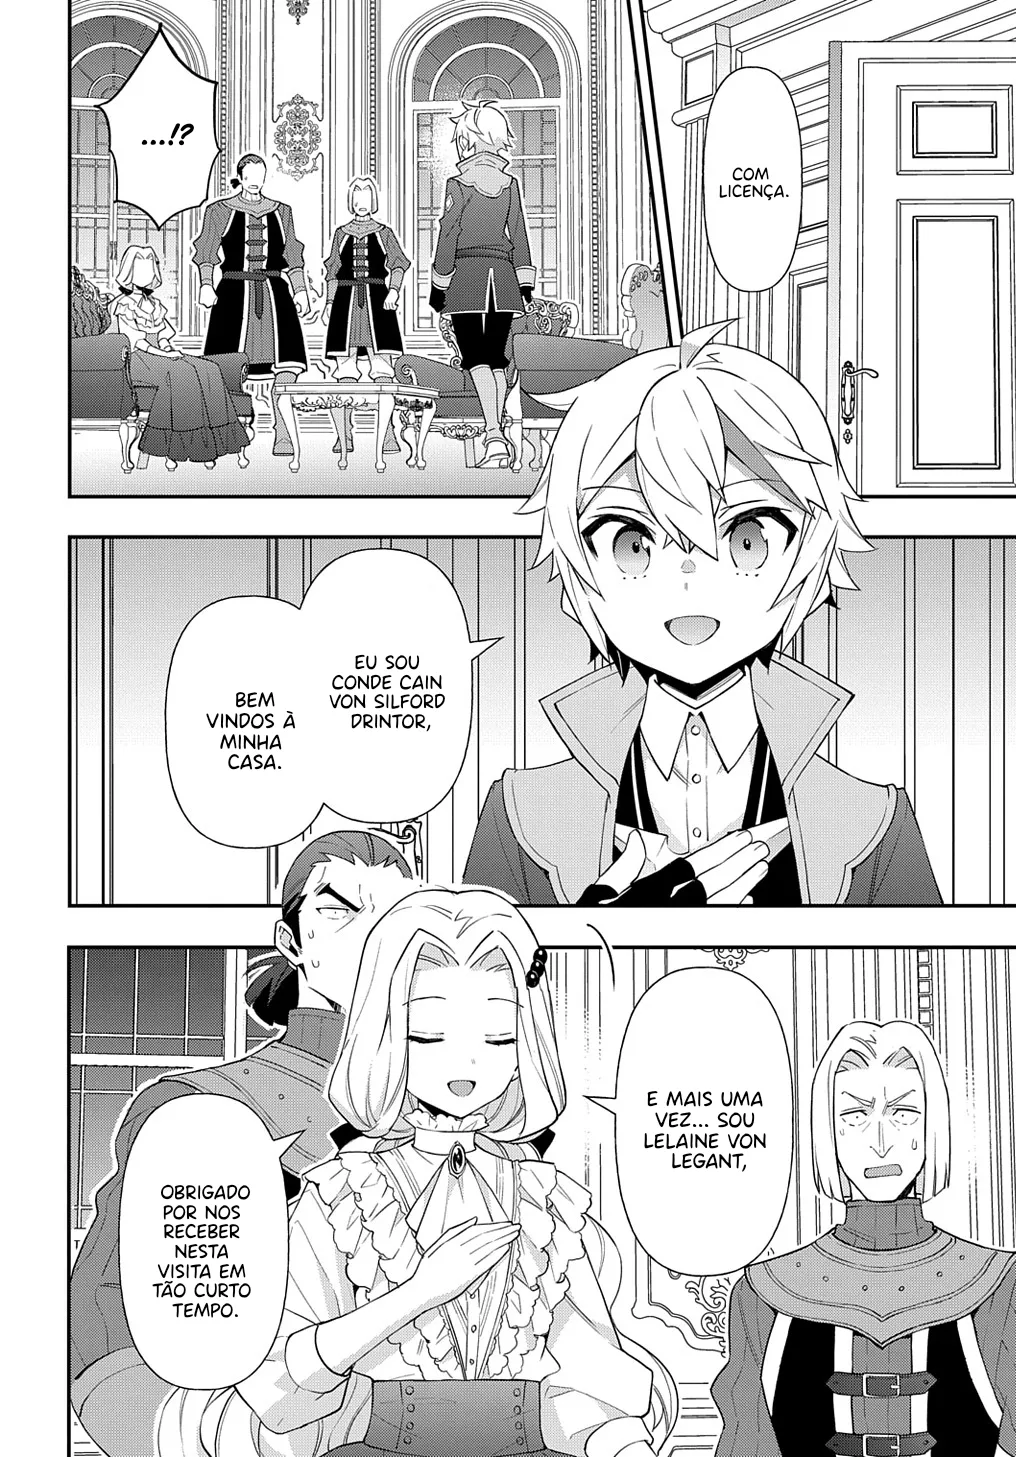 COM
LICENÇA.
...!?
EU SOU
CONDE CAIN
VON SILFORD
DRINTOR,
BEM
VINDOS À
MINHA
CASA.
E MAIS UMA
VEZ... SOU
LELAINE VON
LEGANT,
OBRIGADO
POR NOS
RECEBER
NESTA
VISITA EM
TÃO CURTO
TEMPO.